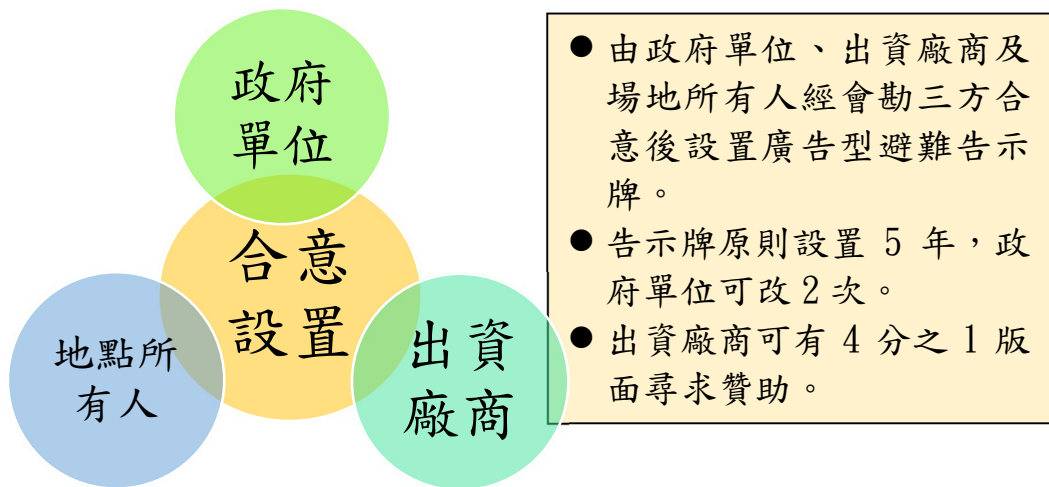 政府
單位
合意
設置
地點所
有人
出資
廠商
● 由政府單位、出資廠商及
場地所有人經會勘三方合
意後設置廣告型避難告示
牌。
● 告示牌原則設置 5 年，政
府單位可改 2 次。
● 出資廠商可有 4 分之 1 版
面尋求贊助。